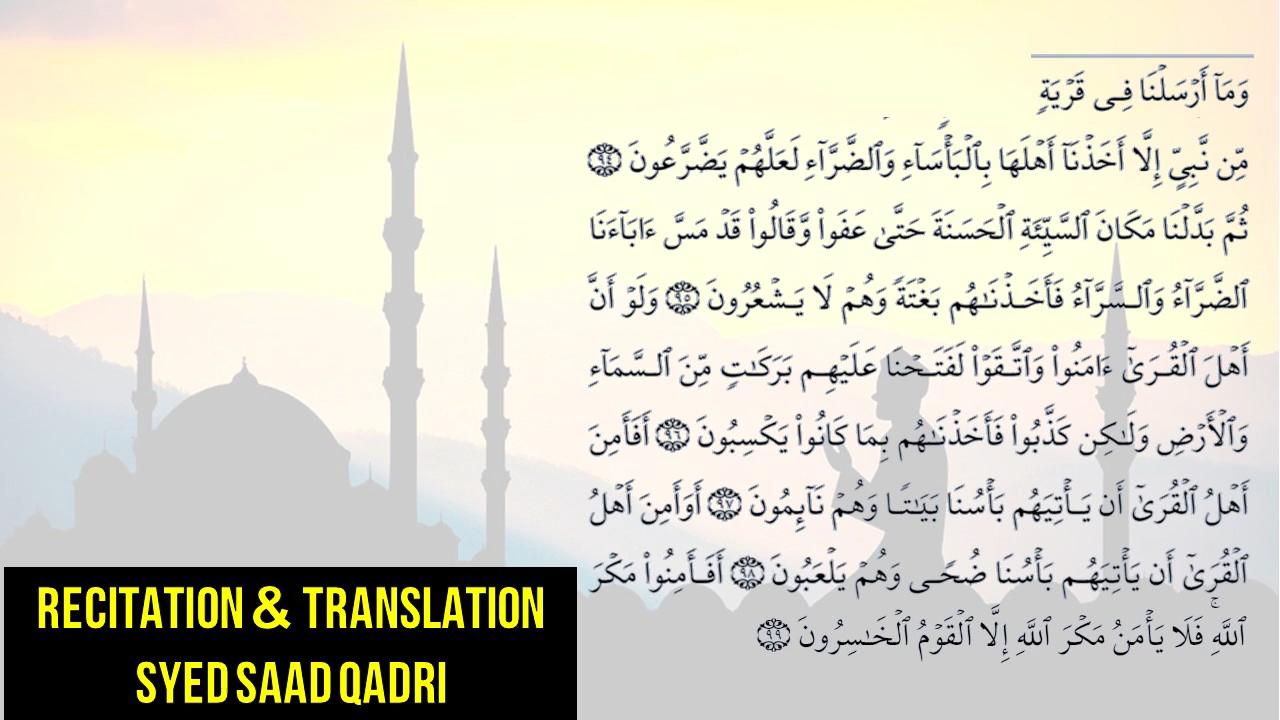 وَمَآ أَرْسَلْنَا فِى قَرْيَةٍ
مِّن نَّبِىٍّ إِلَّآ أَخَذْنَآ أَهْلَهَا بِٱلْبَأْسَآءِ وَٱلضَّرَّآءِ لَعَلَّهُمْ يَضَّرَّعُونَ ٩٤
ثُمَّ بَدَّلْنَا مَكَانَ ٱلسَّيِّئَةِ ٱلْحَسَنَةَ حَتَّىٰ عَفَوا۟ وَّقَالُوا۟ قَدْ مَسَّ ءَابَآءَنَا
ٱلضَّرَّآءُ وَٱلسَّرَّآءُ فَأَخَذْنَـٰهُم بَغْتَةً وَهُمْ لَا يَشْعُرُونَ ٩٥ وَلَوْ أَنَّ
أَهْلَ ٱلْقُرَىٰٓ ءَامَنُوا۟ وَٱتَّقَوْا۟ لَفَتَحْنَا عَلَيْهِم بَرَكَـٰتٍ مِّنَ ٱلسَّمَآءِ
وَٱلْأَرْضِ وَلَـٰكِن كَذَّبُوا۟ فَأَخَذْنَـٰهُم بِمَا كَانُوا۟ يَكْسِبُونَ ٩٦ أَفَأَمِنَ
أَهْلُ ٱلْقُرَىٰٓ أَن يَأْتِيَهُم بَأْسُنَا بَيَـٰتًا وَهُمْ نَآئِمُونَ ٩٧ أَوَأَمِنَ أَهْلُ
ٱلْقُرَىٰٓ أَن يَأْتِيَهُم بَأْسُنَا ضُحًى وَهُمْ يَلْعَبُونَ ٩٨ أَفَأَمِنُوا۟ مَكْرَ
ٱللَّهِ ۚ فَلَا يَأْمَنُ مَكْرَ ٱللَّهِ إِلَّا ٱلْقَوْمُ ٱلْخَـٰسِرُونَ ٩٩
RECITATION & TRANSLATION
SYED SAAD QADRI